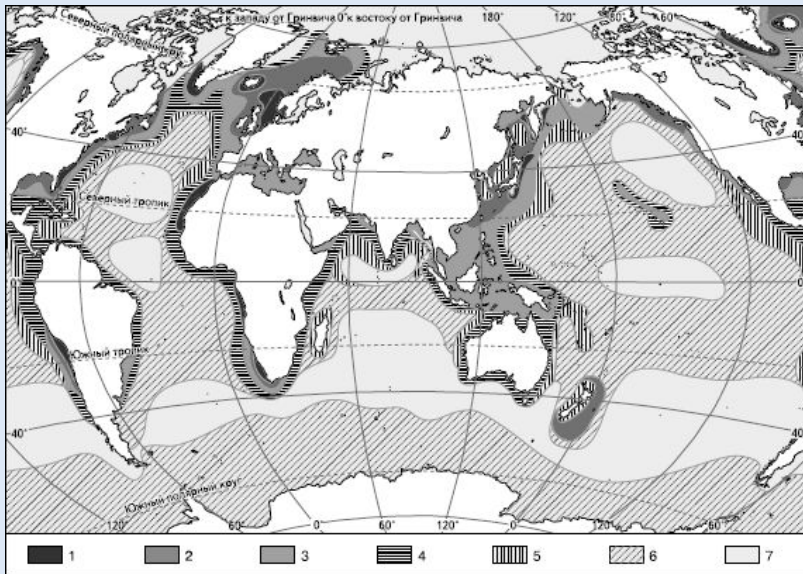 к западу от Гринвича 0° к востоку от Гринвича 180° 120° 60°
Северный полярный круг
60°
40° 40°
40°
Северный тропик
0° 0°
Южный тропик
40° 40°
Южный полярный круг
120° 60° 0° 60° 120° 0° 120° 60°
1 2 3 4 5 6 7